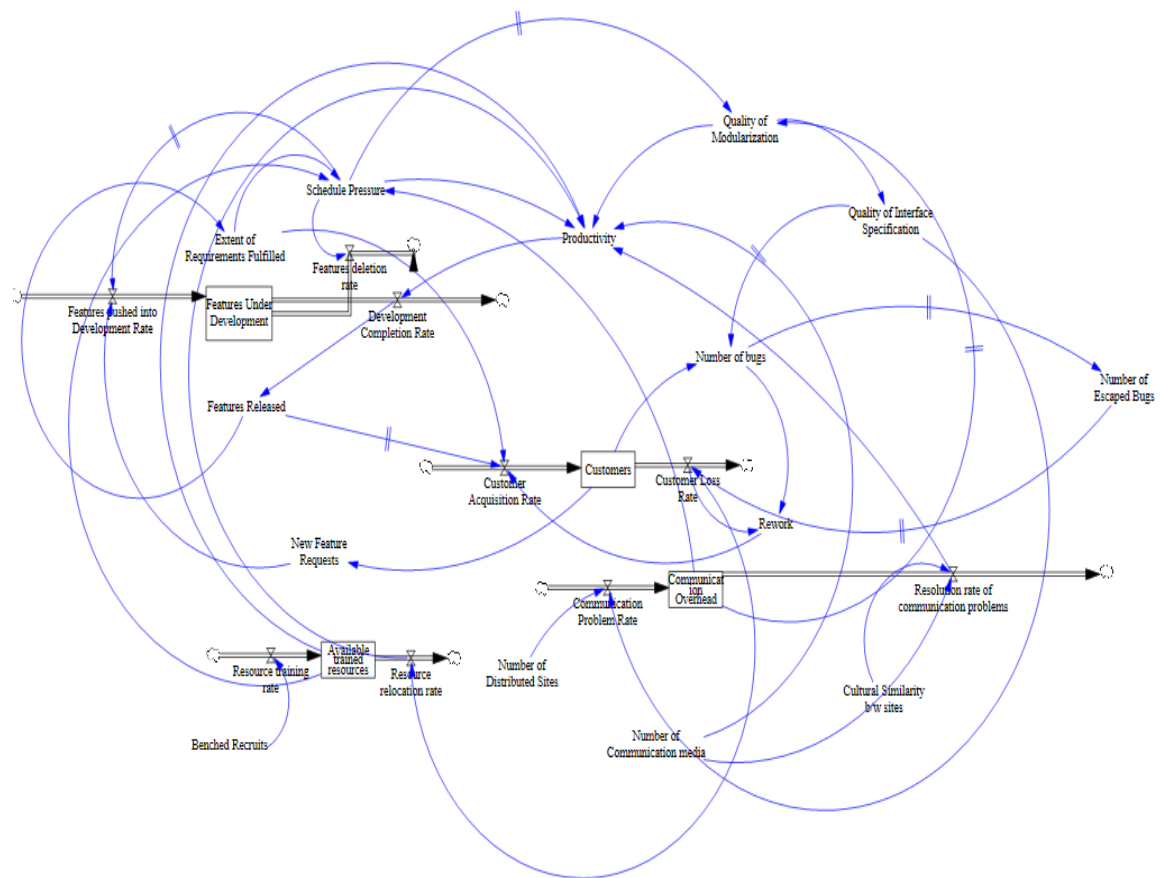 Quality of
Modularization
Schedule Pressure
Quality of Interface
Specification
Extent of
Requirements Fulfilled
Productivity
Features deletion
rate
Features Under
Development
Features pushed into
Development Rate
Development
Completion Rate
Number of bugs
Number of
Escaped Bugs
Features Released
Customers
Customer
Acquisition Rate
Customer Loss
Rate
Rework
New Feature
Requests
Communicat
ion
Overhead
Resolution rate of
communication problems
Communication
Problem Rate
Available
trained
resources
Resource training
rate
Resource
relocation rate
Number of
Distributed Sites
Cultural Similarity
b/w sites
Benched Recruits
Number of
Communication media